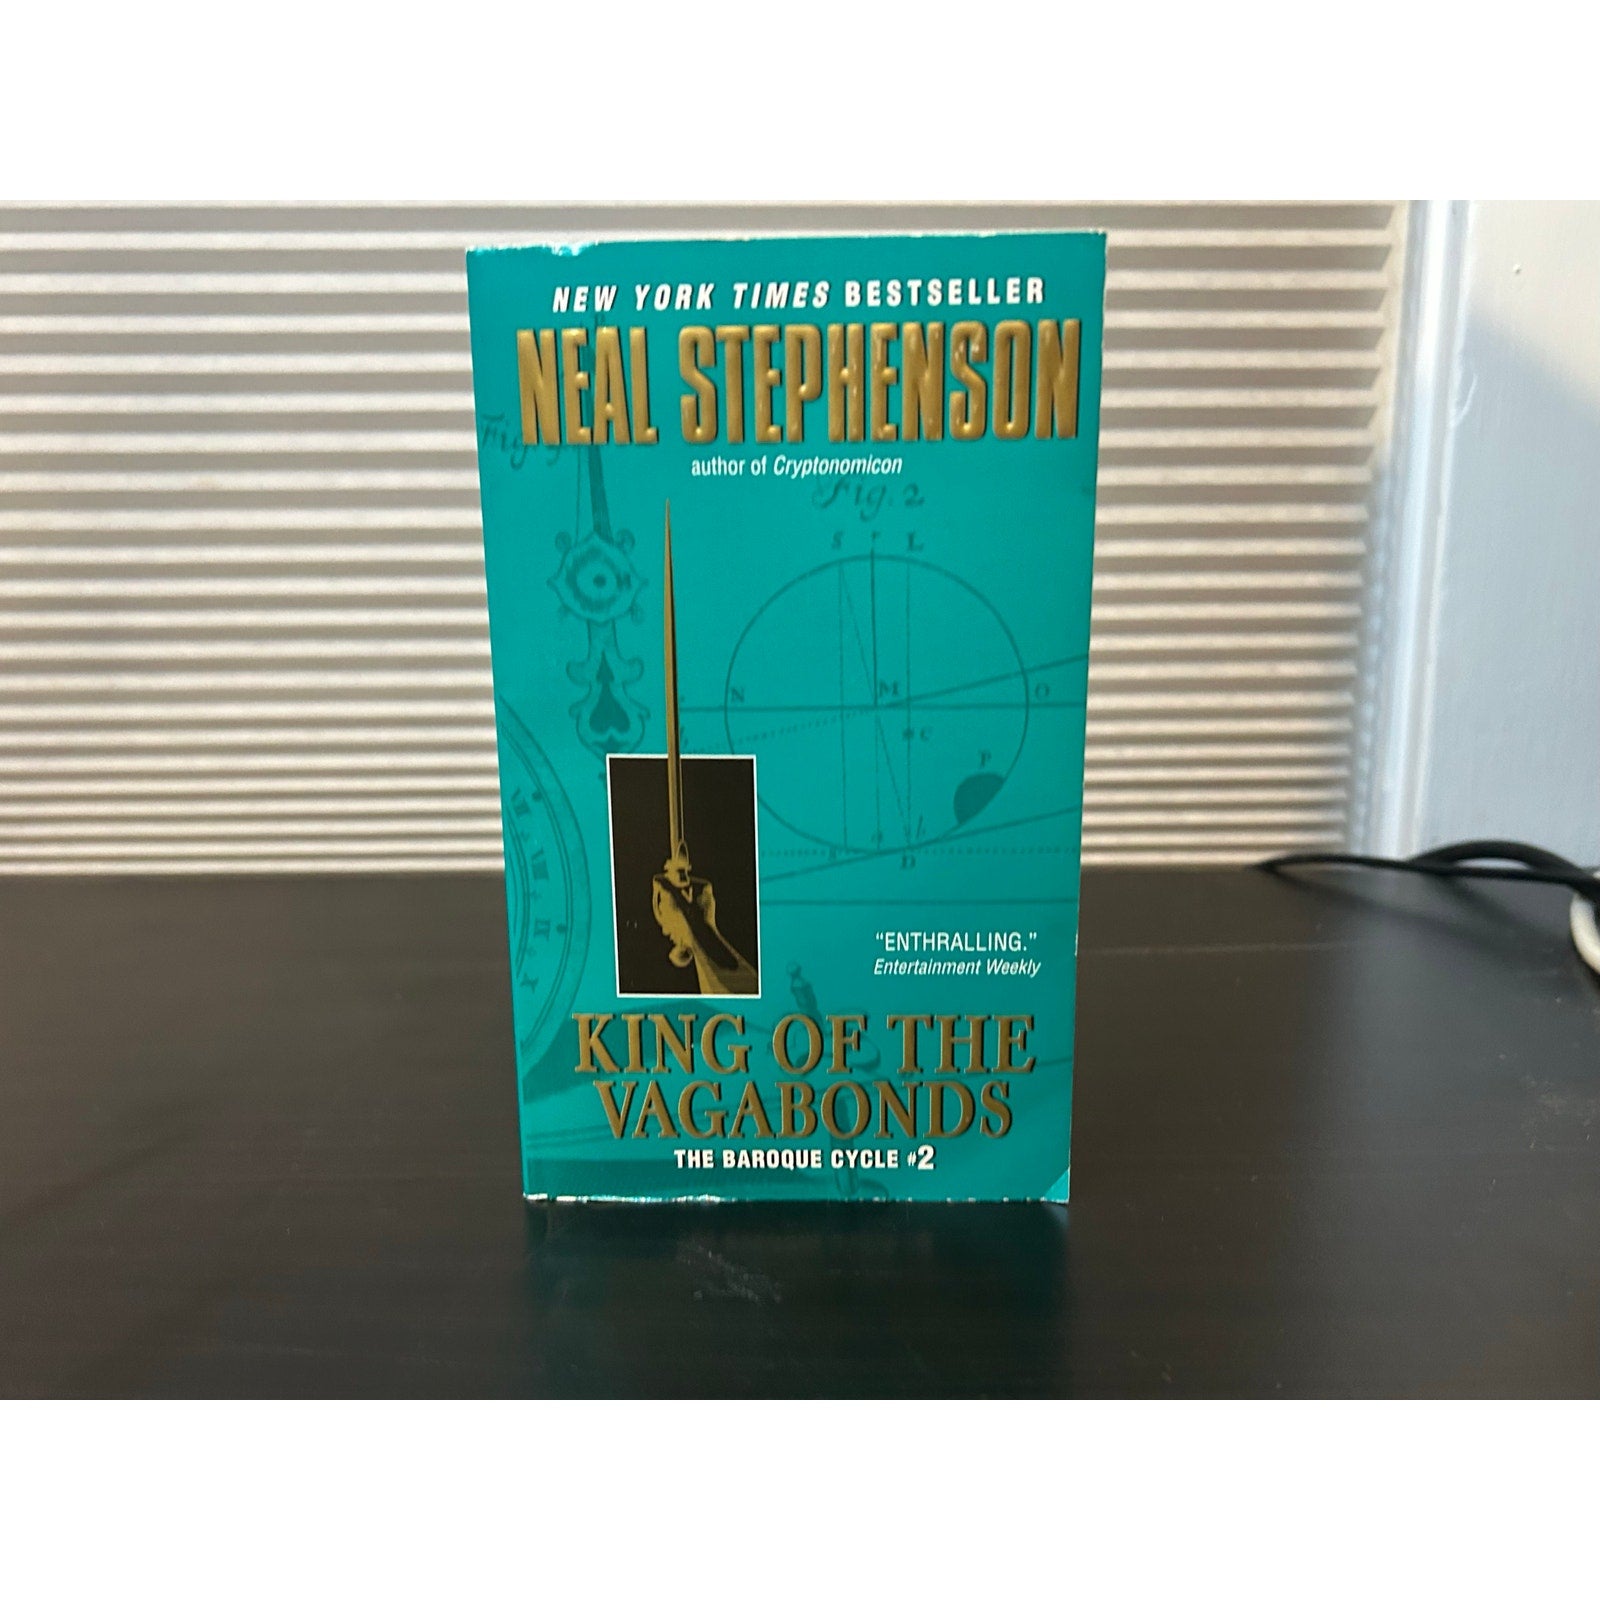 NEW YORK TIMES BESTSELLER
NEAL STEPHENSON
author of Cryptonomicon
Fig.
Fig. 2
S r L
N M O
C
P
D
"ENTHRALLING."
Entertainment Weekly
KING OF THE
VAGABONDS
THE BAROQUE CYCLE #2